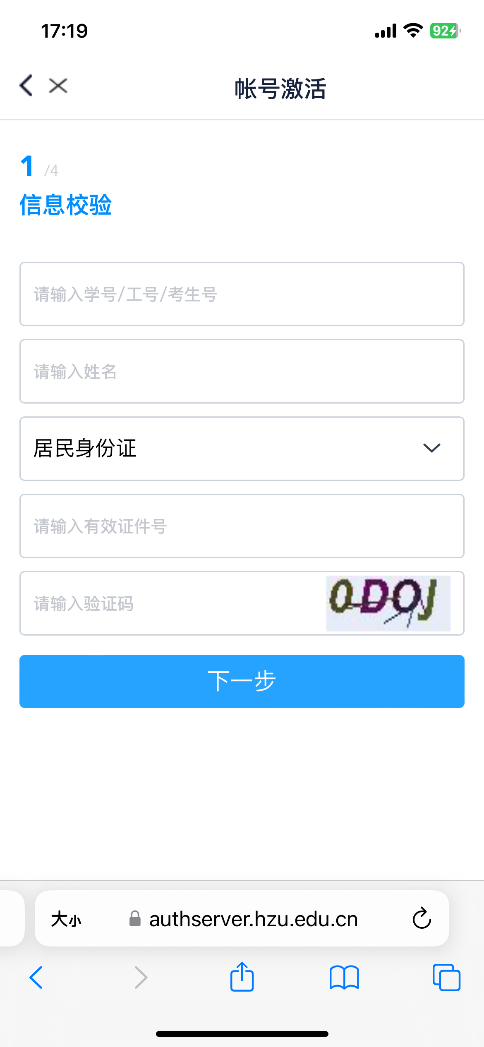 17:19
92
帐号激活
1 /4
信息校验
请输入学号/工号/考生号
请输入姓名
居民身份证
请输入有效证件号
请输入验证码
下一步
大小 authserver.hzu.edu.cn